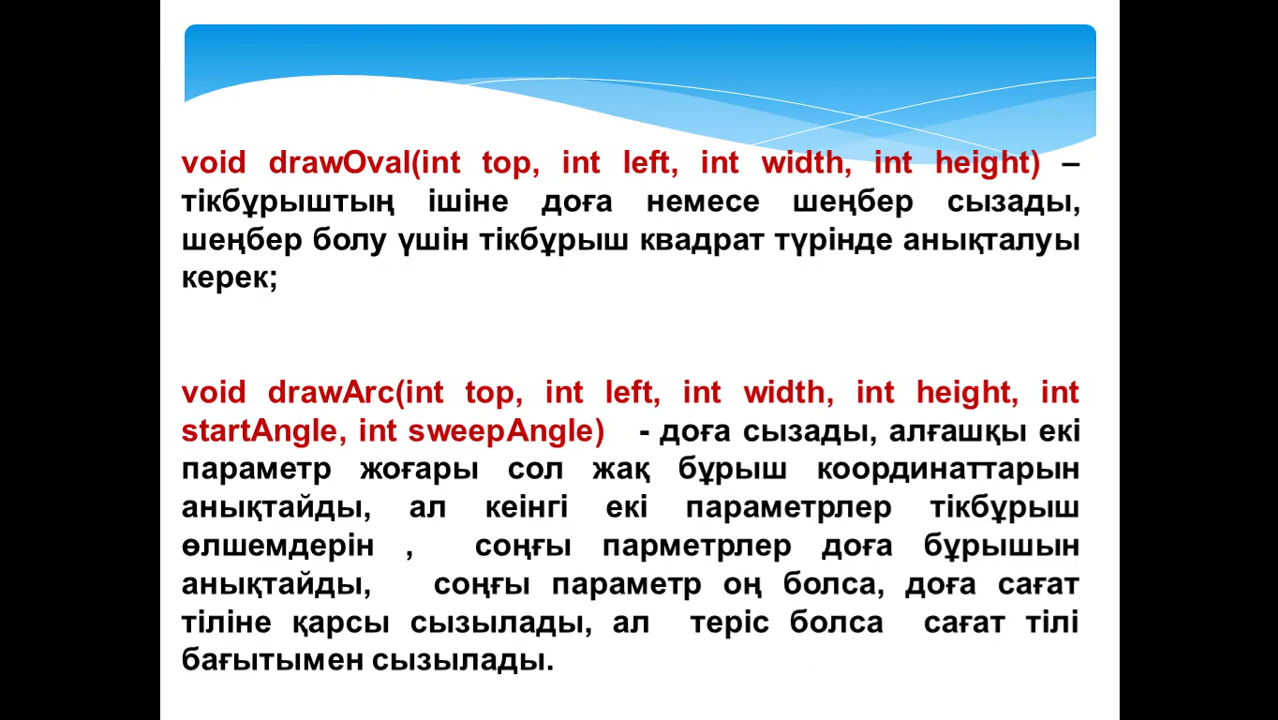 void drawOval(int top, int left, int width, int height) –
тікбұрыштың ішіне доға немесе шеңбер сызады,
шеңбер болу үшін тікбұрыш квадрат түрінде анықталуы
керек;
void drawArc(int top, int left, int width, int height, int
startAngle, int sweepAngle) - доға сызады, алғашқы екі
параметр жоғары сол жақ бұрыш координаттарын
анықтайды, ал кеінгі екі параметрлер тікбұрыш
өлшемдерін , соңғы парметрлер доға бұрышын
анықтайды, соңғы параметр оң болса, доға сағат
тіліне қарсы сызылады, ал теріс болса сағат тілі
бағытымен сызылады.